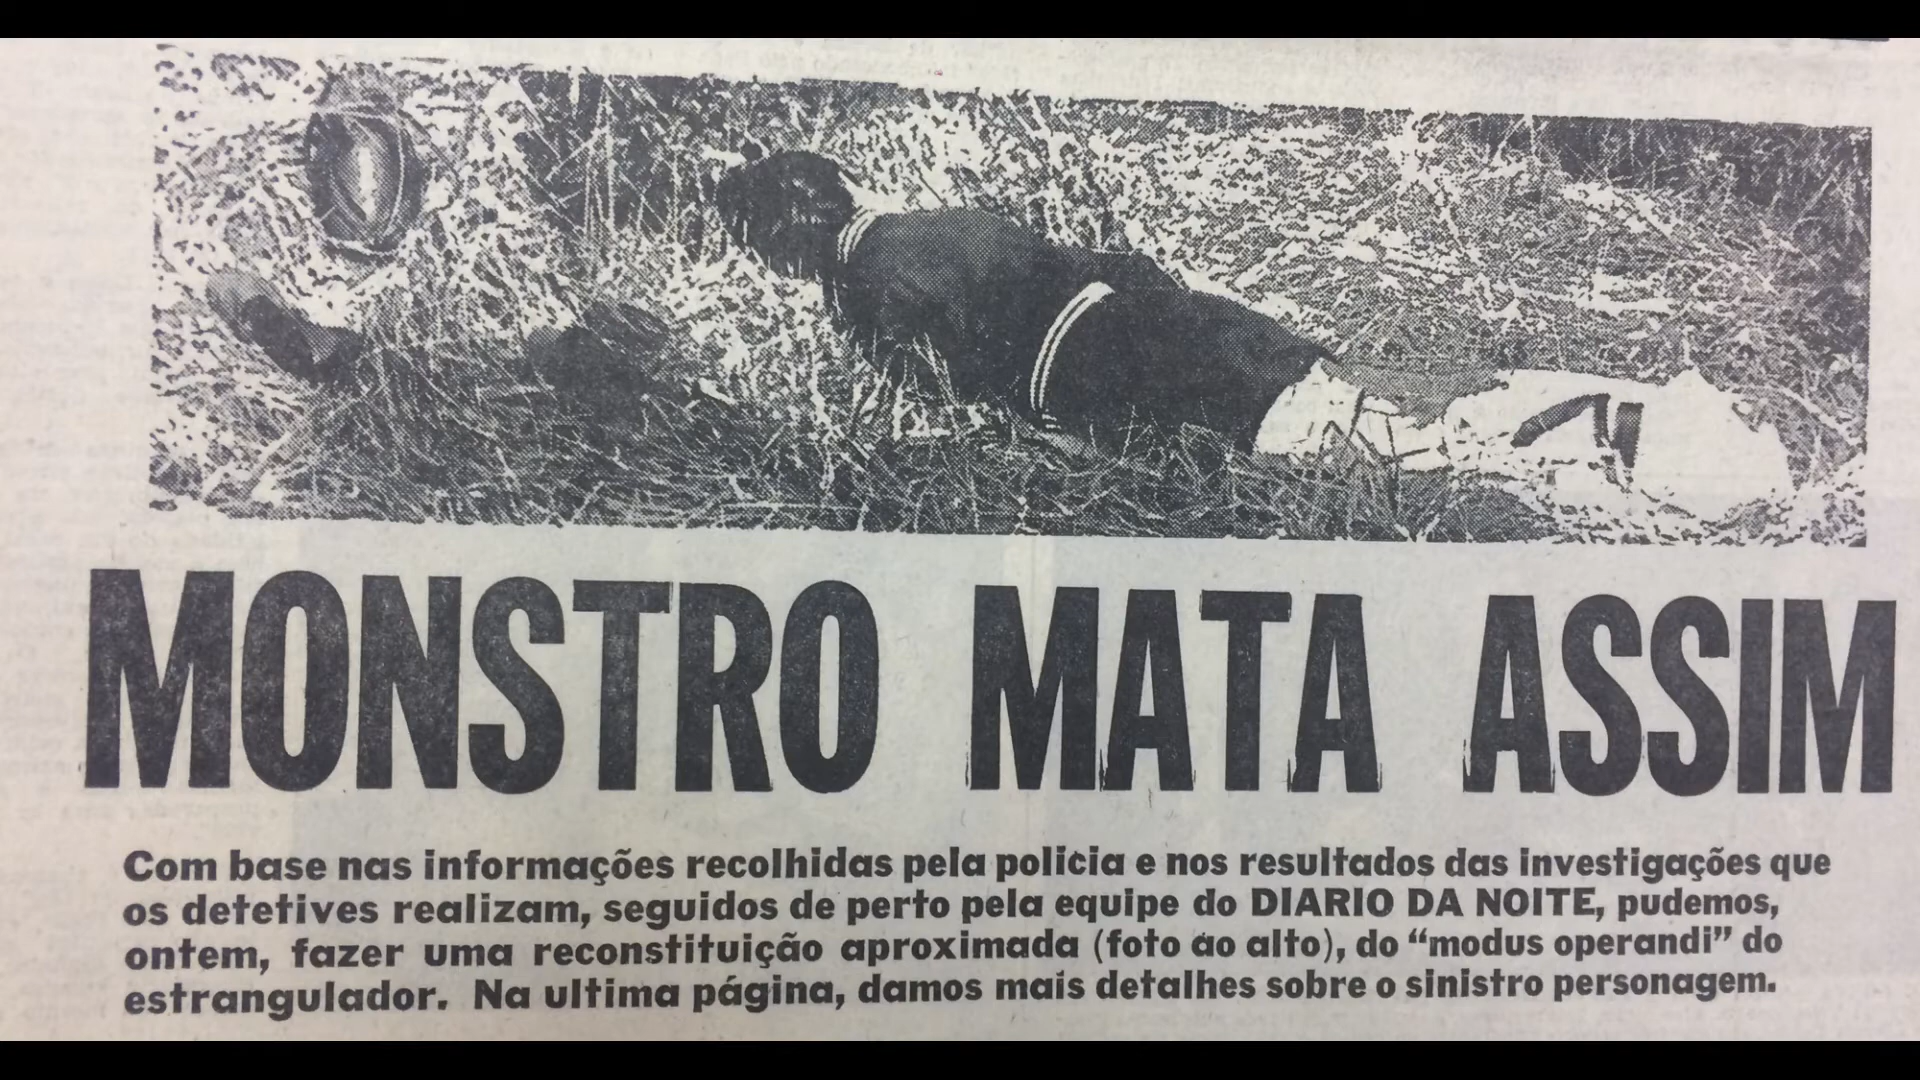 MONSTRO MATA ASSIM
Com base nas informações recolhidas pela policia e nos resultados das investigações que
os detetives realizam, seguidos de perto pela equipe do DIARIO DA NOITE, pudemos,
ontem, fazer uma reconstituição aproximada (foto ao alto), do “modus operandi” do
estrangulador. Na ultima página, damos mais detalhes sobre o sinistro personagem.